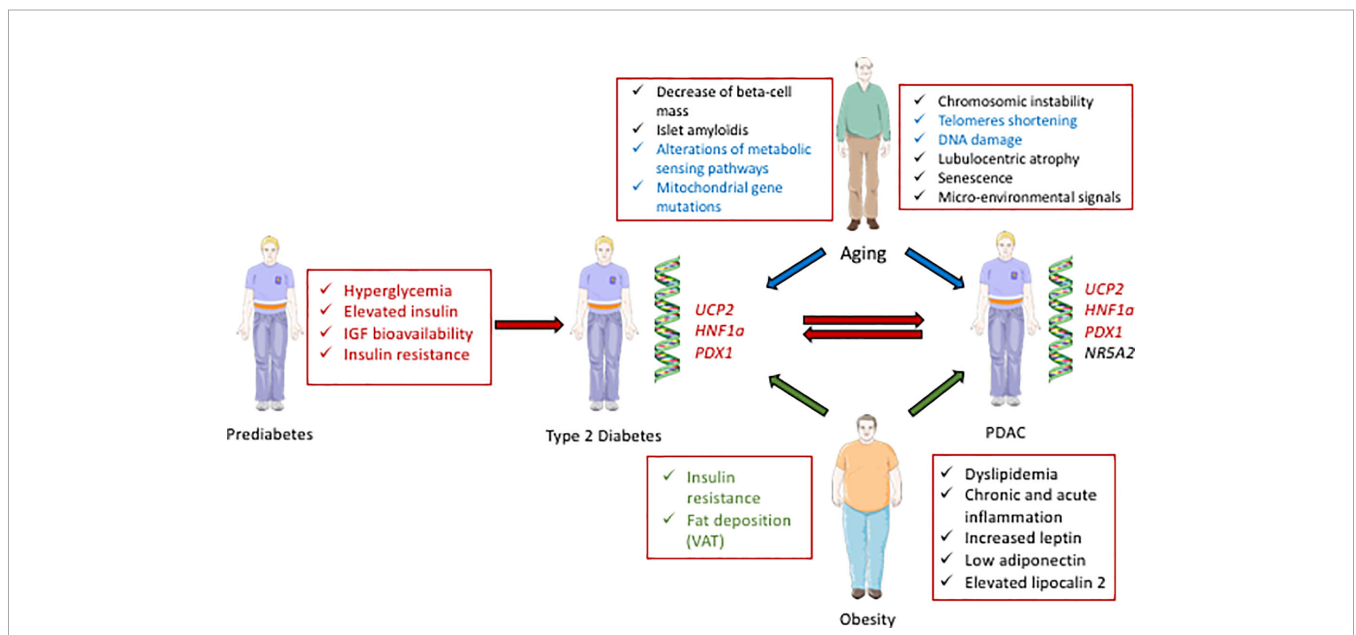 Decrease of beta-cell
mass
Islet amyloïdis
Alterations of metabolic
sensing pathways
Mitochondrial gene
mutations
Chromosomic instability
Telomeres shortening
DNA damage
Lubulocentric atrophy
Senescence
Micro-environmental signals
Aging
Hyperglycemia
Elevated insulin
IGF bioavailability
Insulin resistance
Prediabetes
UCP2
HNF1a
PDX1
Type 2 Diabetes
UCP2
HNF1a
PDX1
NR5A2
PDAC
Insulin
resistance
Fat deposition
(VAT)
Dyslipidemia
Chronic and acute
inflammation
Increased leptin
Low adiponectin
Elevated lipocalin 2
Obesity